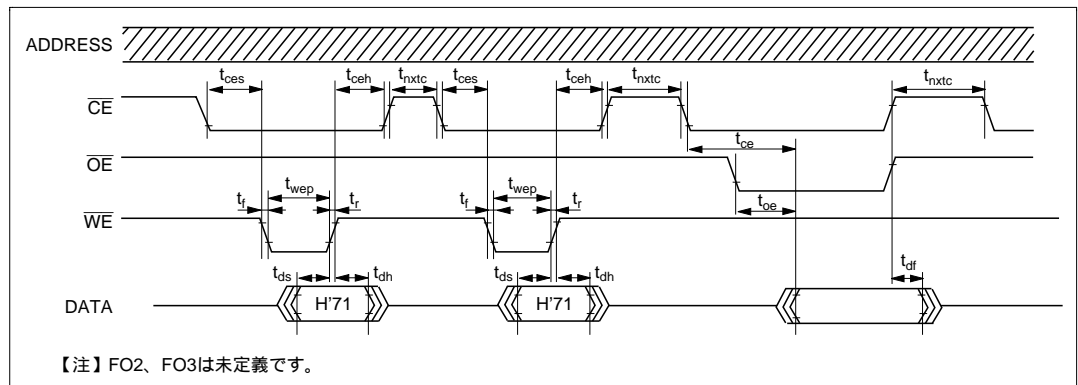 ADDRESS
tces tceh tnxtc tces tceh tnxtc tnxtc
CE
tce
OE
twep twep
tf tr tf tr toe
WE
tds tdh tds tdh tdf
DATA H'71 H'71
【注】FO2、FO3は未定義です。